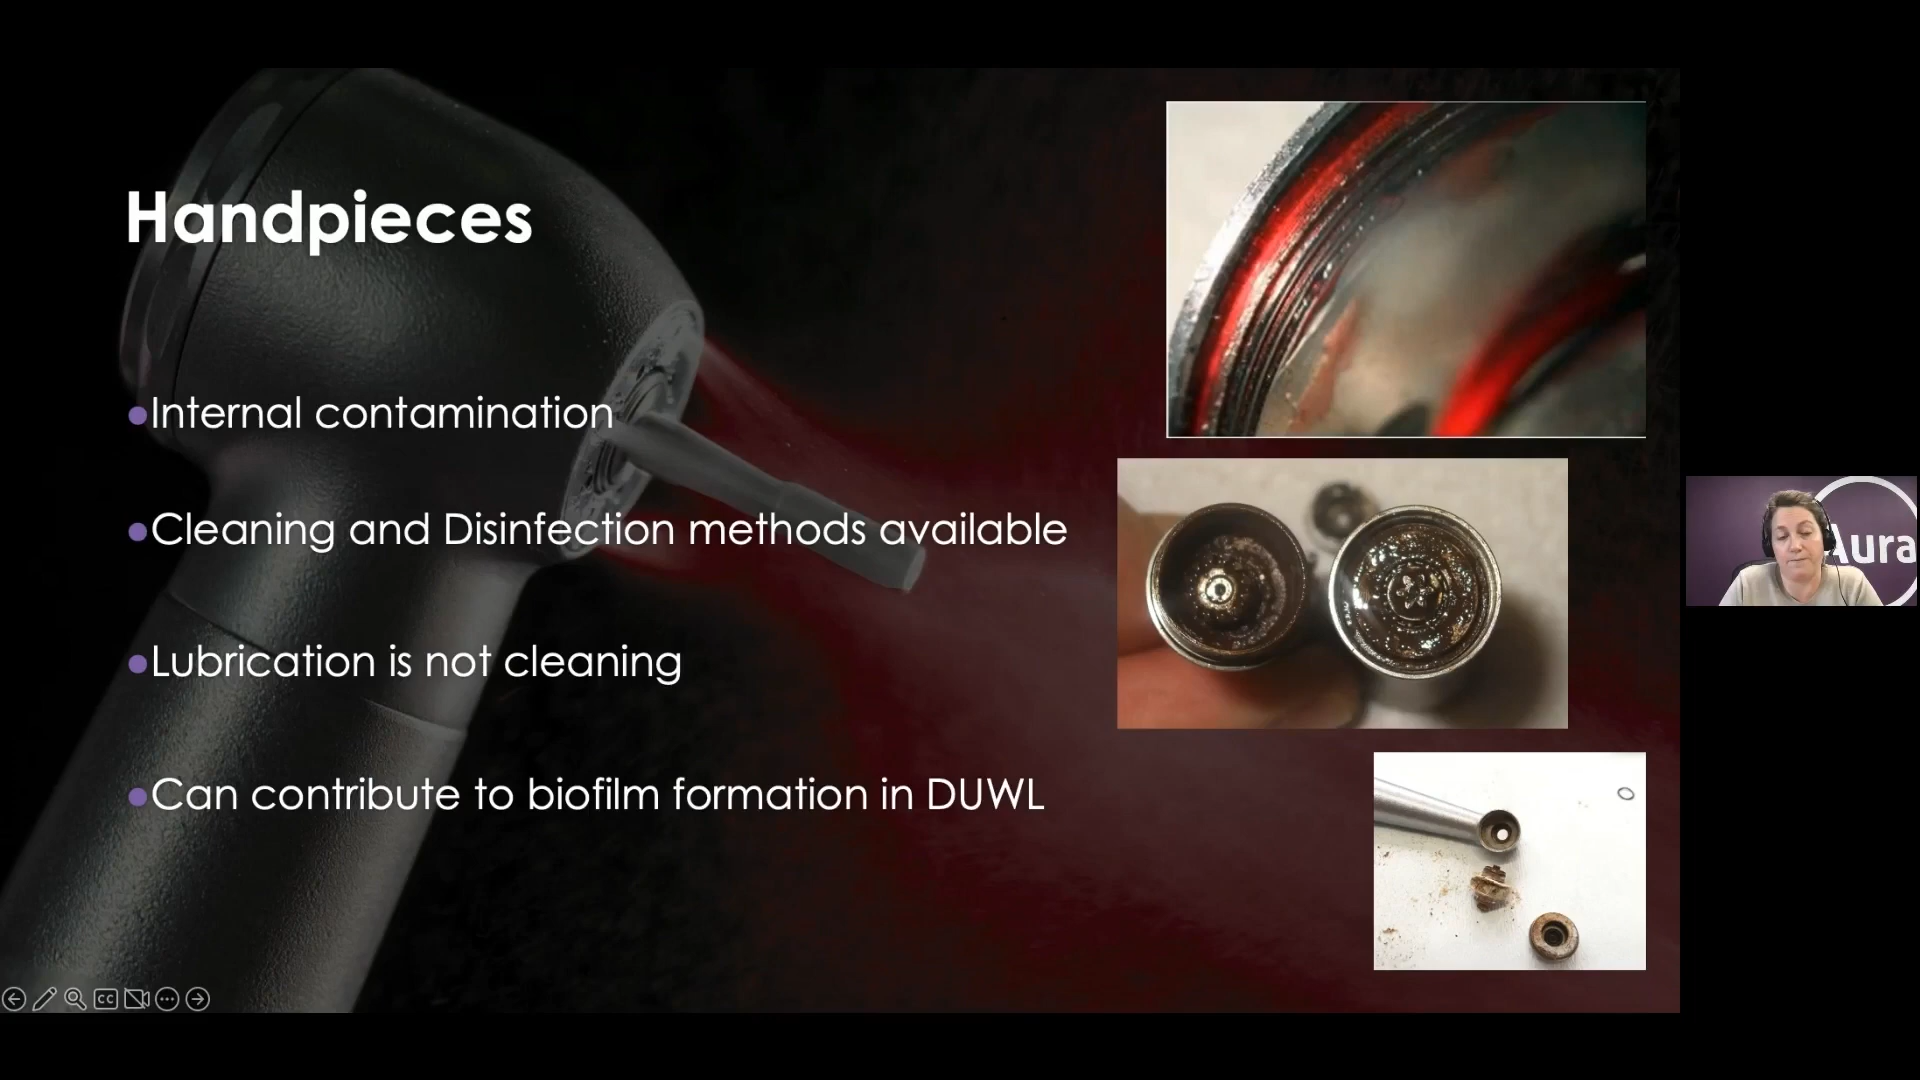 Handpieces
Internal contamination
Cleaning and Disinfection methods available
Lubrication is not cleaning
Can contribute to biofilm formation in DUWL
Aura
CC